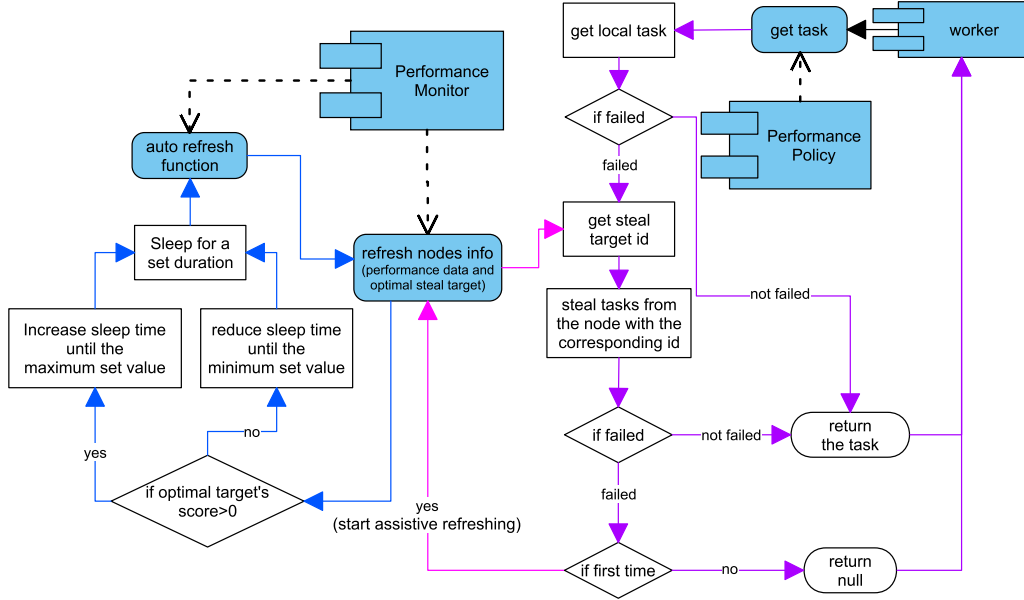 get local task
get task
worker
Performance
Monitor
if failed
Performance
Policy
auto refresh
function
failed
get steal
target id
Sleep for a
set duration
refresh nodes info
(performance data and
optimal steal target)
not failed
steal tasks from
the node with the
corresponding id
Increase sleep time
until the
maximum set value
reduce sleep time
until the
minimum set value
no
yes
if failed
not failed
return
the task
if optimal target's
score>0
failed
yes
(start assistive refreshing)
if first time
no
return
null